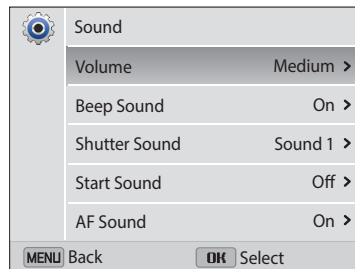 Sound
Volume Medium >
Beep Sound On >
Shutter Sound Sound 1 >
Start Sound Off >
AF Sound On >
MENU Back OK Select